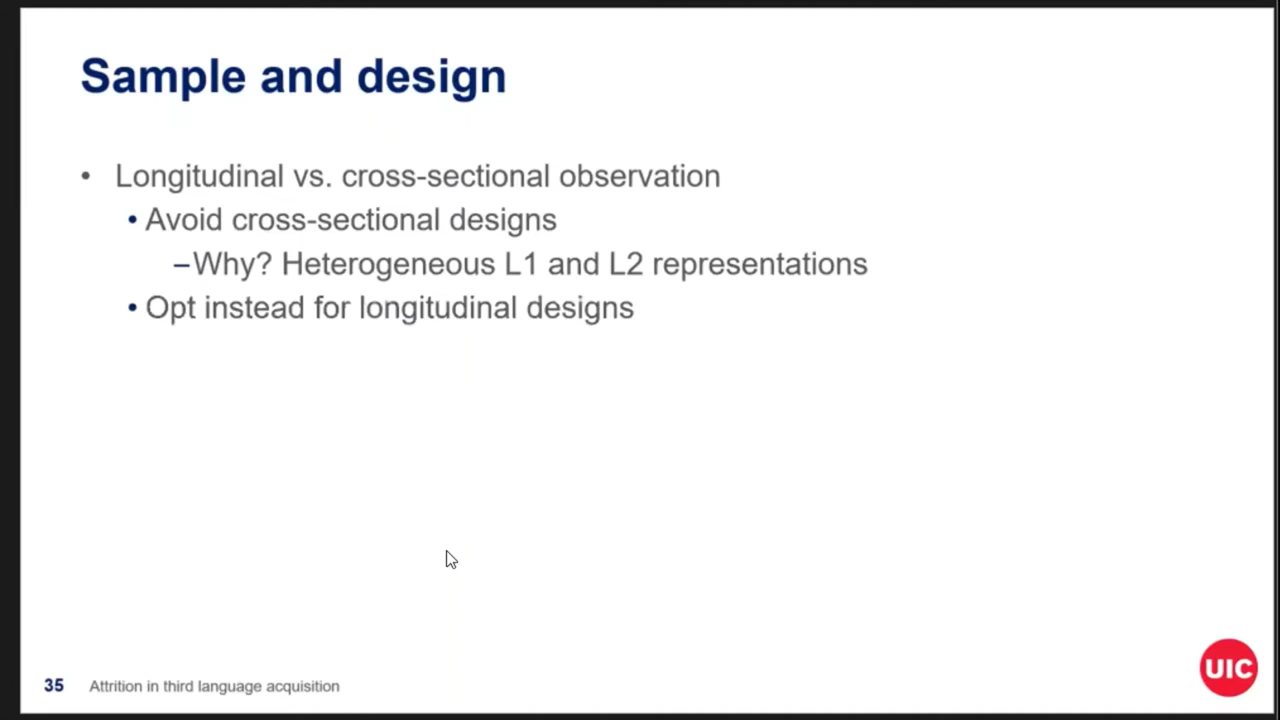 Sample and design
• Longitudinal vs. cross-sectional observation
• Avoid cross-sectional designs
–Why? Heterogeneous L1 and L2 representations
• Opt instead for longitudinal designs
35 Attrition in third language acquisition
UIC